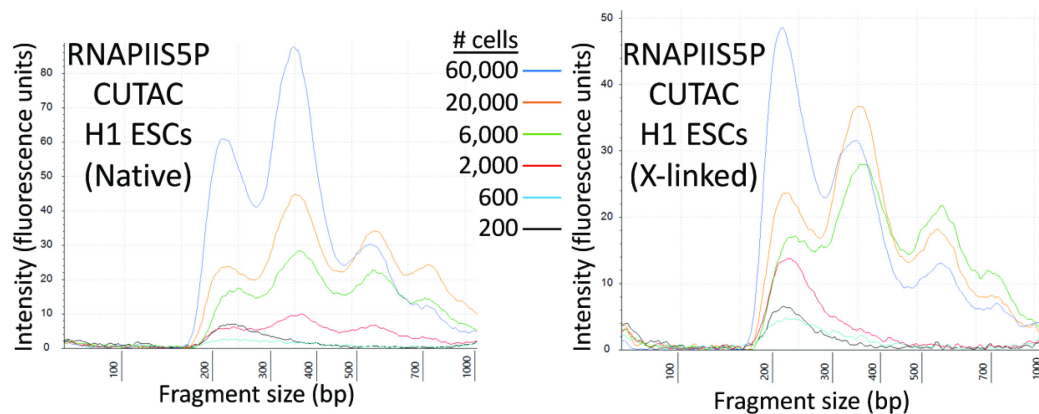 RNAPIIS5P
CUTAC
H1 ESCs
(Native)
Intensity (fluorescence units)
80
70
60
50
40
30
20
10
0
100
200
300
400
500
700
1000
Fragment size (bp)
# cells
60,000
20,000
6,000
2,000
600
200
RNAPIIS5P
CUTAC
H1 ESCs
(X-linked)
Intensity (fluorescence units)
50
40
30
20
10
0
100
200
300
400
500
700
1000
Fragment size (bp)